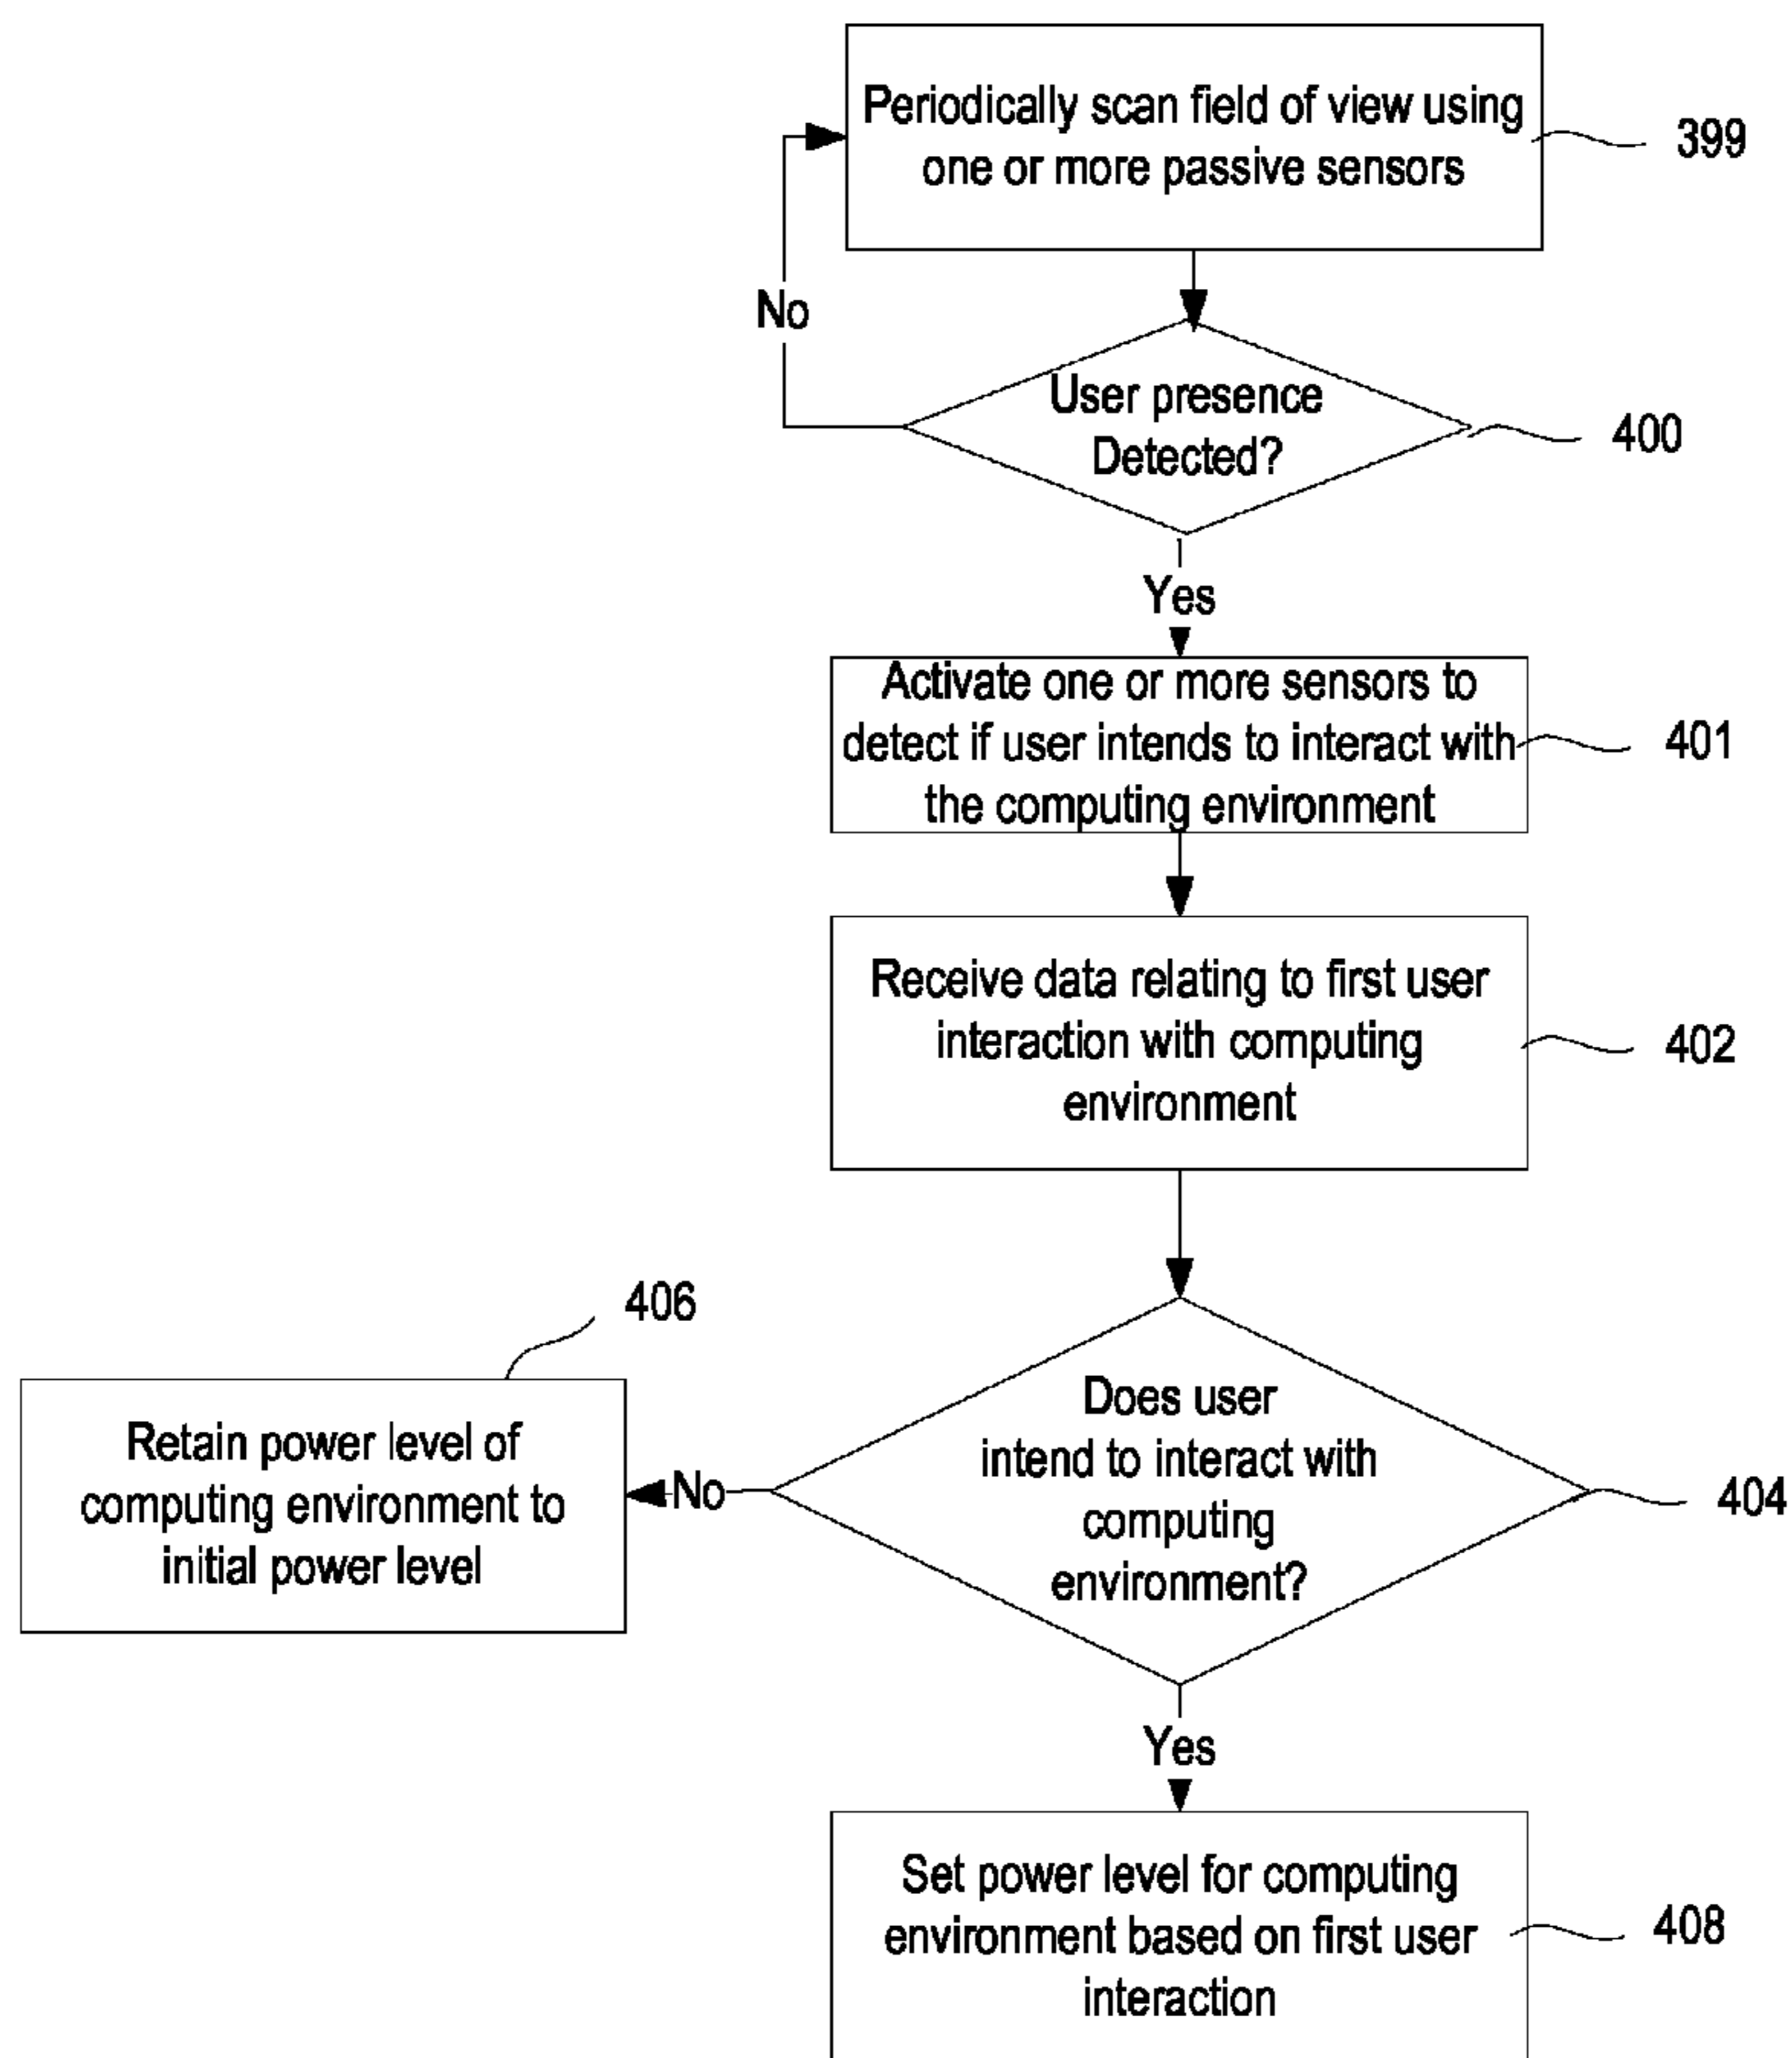 Periodically scan field of view using
one or more passive sensors
399
No
User presence
Detected?
400
Yes
Activate one or more sensors to
detect if user intends to interact with
the computing environment
401
Receive data relating to first user
interaction with computing
environment
402
406
Retain power level of
computing environment to
initial power level
No
Does user
intend to interact with
computing
environment?
404
Yes
Set power level for computing
environment based on first user
interaction
408